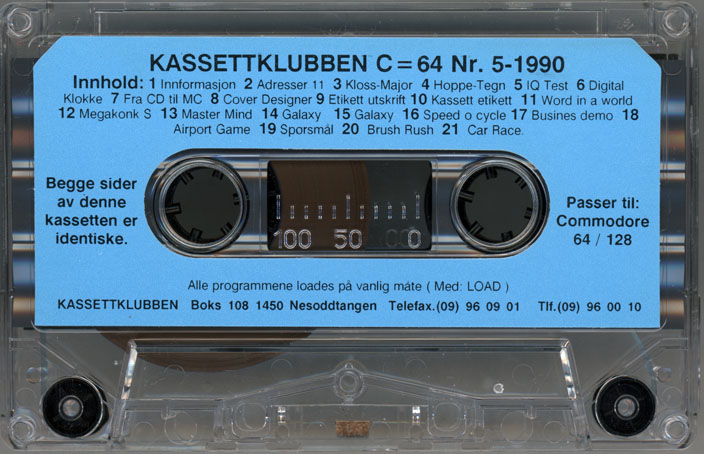 KASSETTKLUBBEN C=64 Nr. 5-1990
Innhold: 1 Innformasjon 2 Adresser 11 3 Kloss-Major 4 Hoppe-Tegn 5 IQ Test 6 Digital
Klokke 7 Fra CD til MC 8 Cover Designer 9 Etikett utskrift 10 Kassett etikett 11 Word in a world
12 Megakonk S 13 Master Mind 14 Galaxy 15 Galaxy 16 Speed o cycle 17 Busines demo 18
Airport Game 19 Sporsmål 20 Brush Rush 21 Car Race.
Begge sider
av denne
kassetten er
identiske.
100 50 0
Passer til:
Commodore
64 / 128
Alle programmene loades på vanlig måte ( Med: LOAD )
KASSETTKLUBBEN Boks 108 1450 Nesoddtangen Telefax.(09) 96 09 01 Tlf.(09) 96 00 10